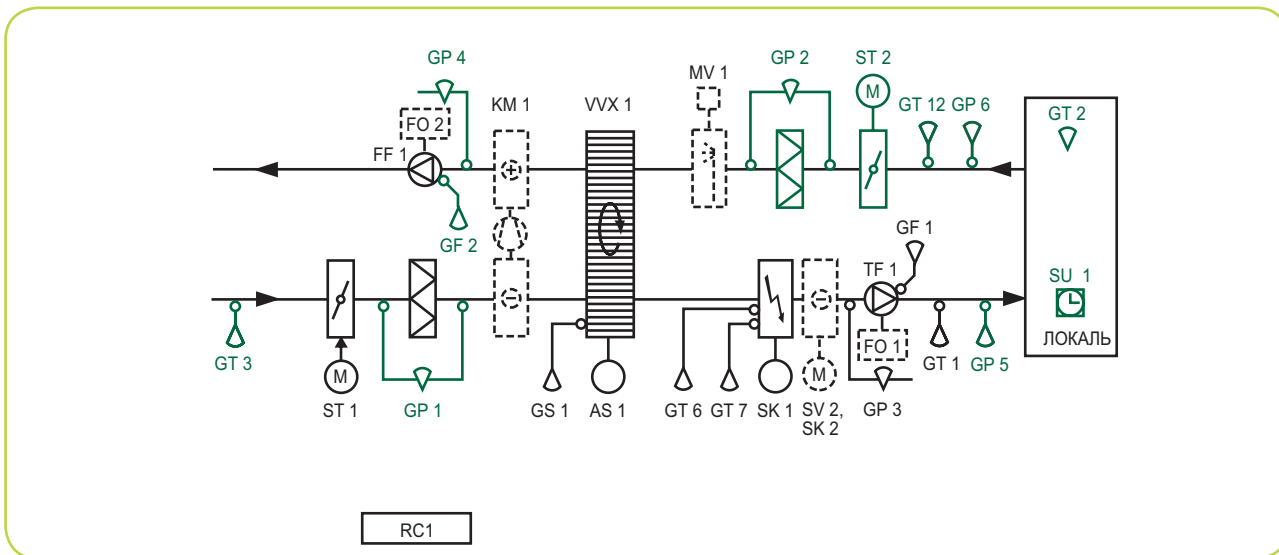 GP 4
KM 1
VVX 1
MV 1
GP 2
ST 2
M
GT 12
GP 6
GT 2
FO 2
FF 1
GF 2
GF 1
TF 1
SU 1
ЛОКАЛЬ
GT 3
M
ST 1
GP 1
GS 1
AS 1
GT 6
GT 7
SK 1
M
SV 2,
SK 2
FO 1
GP 3
GT 1
GP 5
RC1